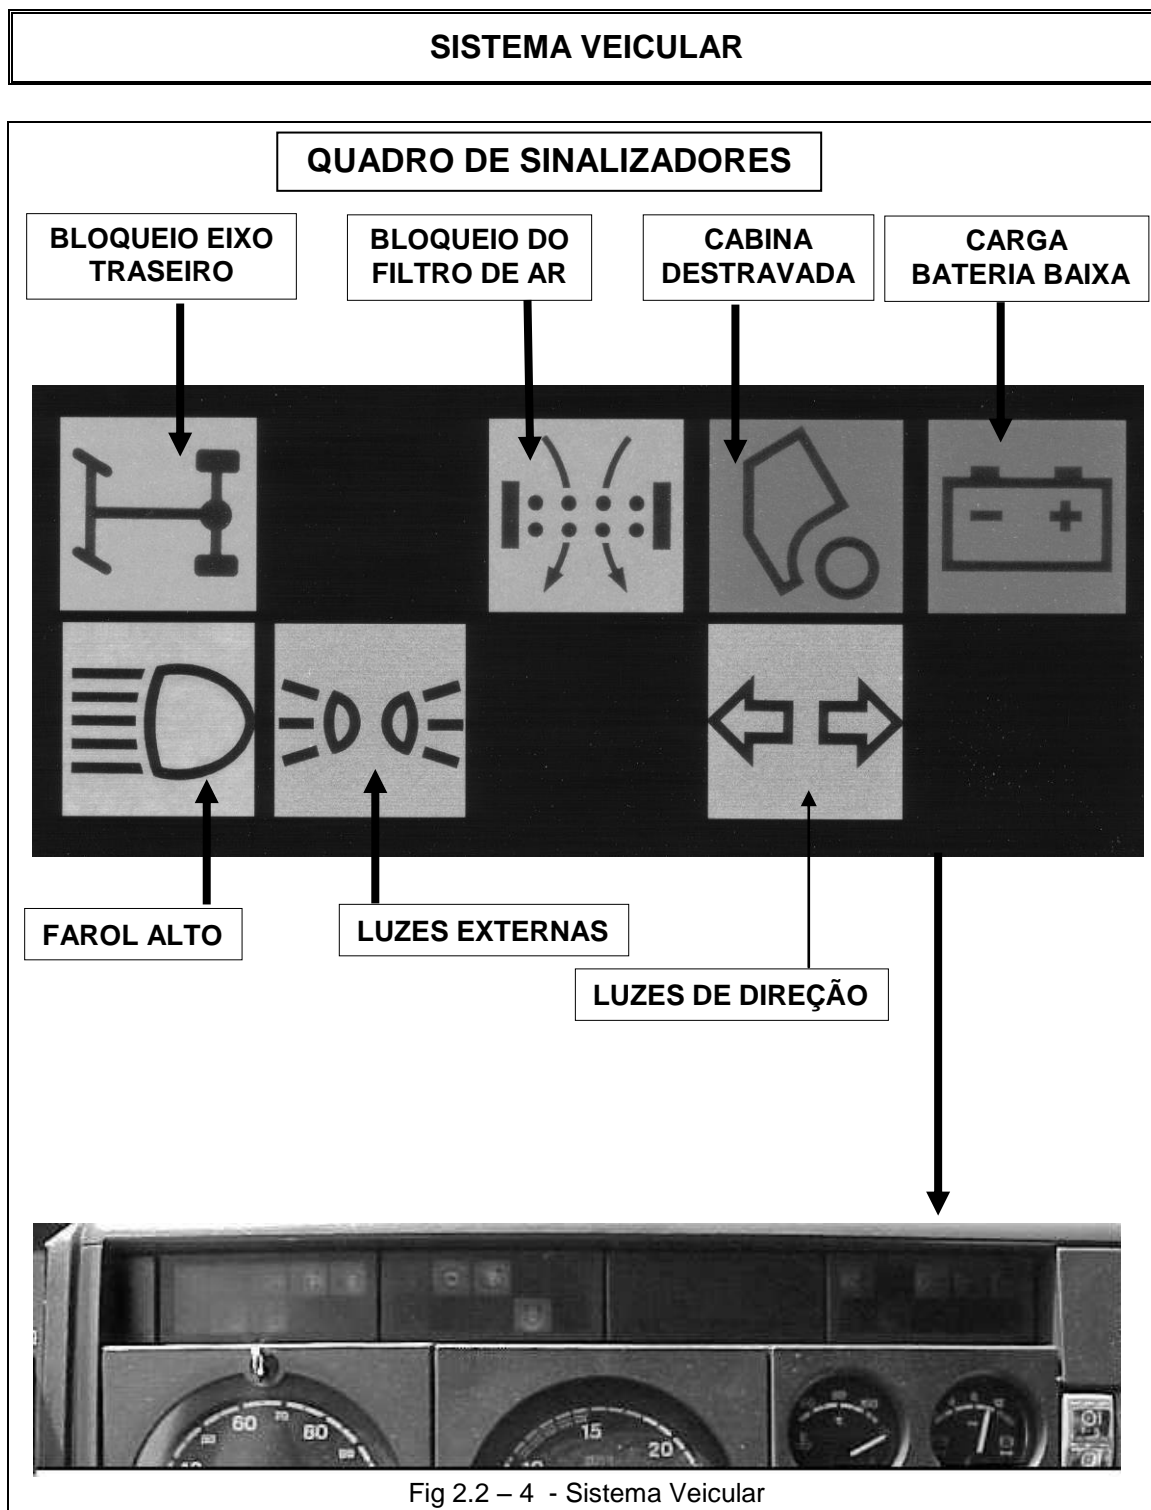 SISTEMA VEICULAR
QUADRO DE SINALIZADORES
BLOQUEIO EIXO
TRASEIRO
BLOQUEIO DO
FILTRO DE AR
CABINA
DESTRAVADA
CARGA
BATERIA BAIXA
FAROL ALTO
LUZES EXTERNAS
LUZES DE DIREÇÃO
60
70
80
15
20
Fig 2.2 – 4 - Sistema Veicular